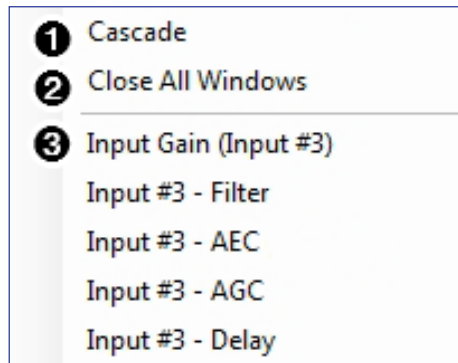 1 Cascade
2 Close All Windows
3 Input Gain (Input #3)
Input #3 - Filter
Input #3 - AEC
Input #3 - AGC
Input #3 - Delay